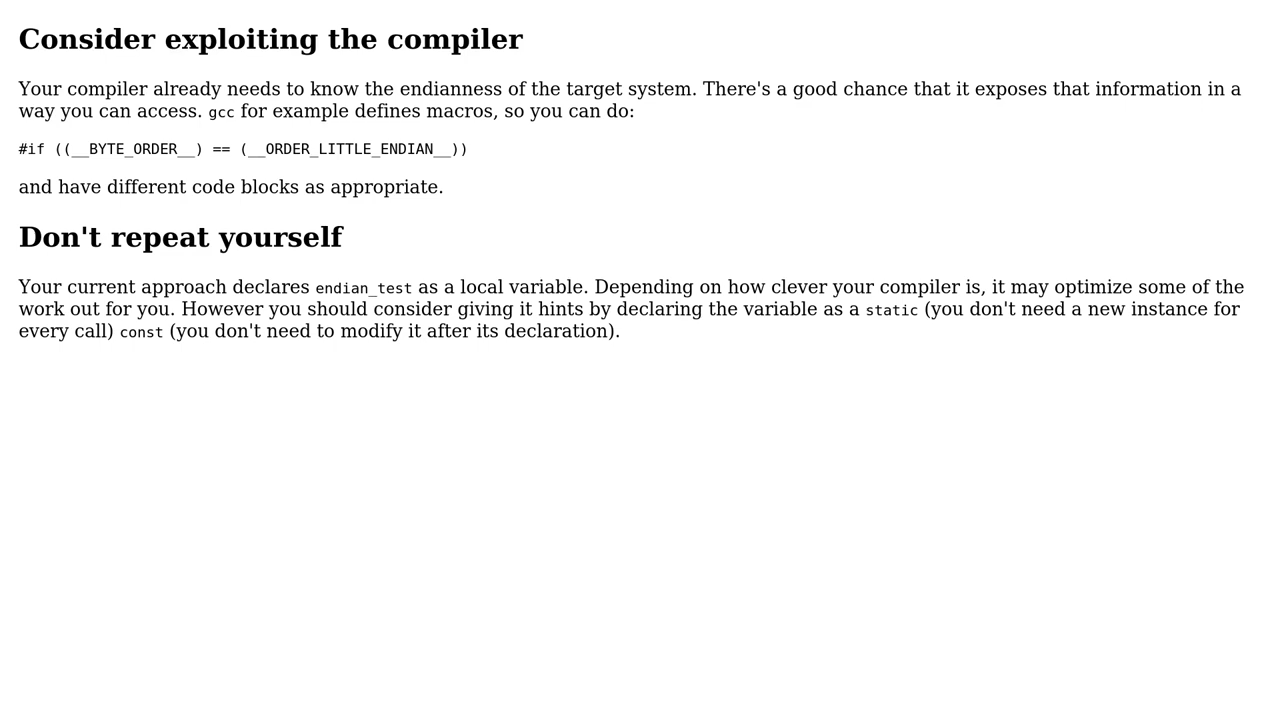 Consider exploiting the compiler
Your compiler already needs to know the endianness of the target system. There's a good chance that it exposes that information in a
way you can access. gcc for example defines macros, so you can do:
#if ((__BYTE_ORDER__) == (__ORDER_LITTLE_ENDIAN__))
and have different code blocks as appropriate.
Don't repeat yourself
Your current approach declares endian_test as a local variable. Depending on how clever your compiler is, it may optimize some of the
work out for you. However you should consider giving it hints by declaring the variable as a static (you don't need a new instance for
every call) const (you don't need to modify it after its declaration).